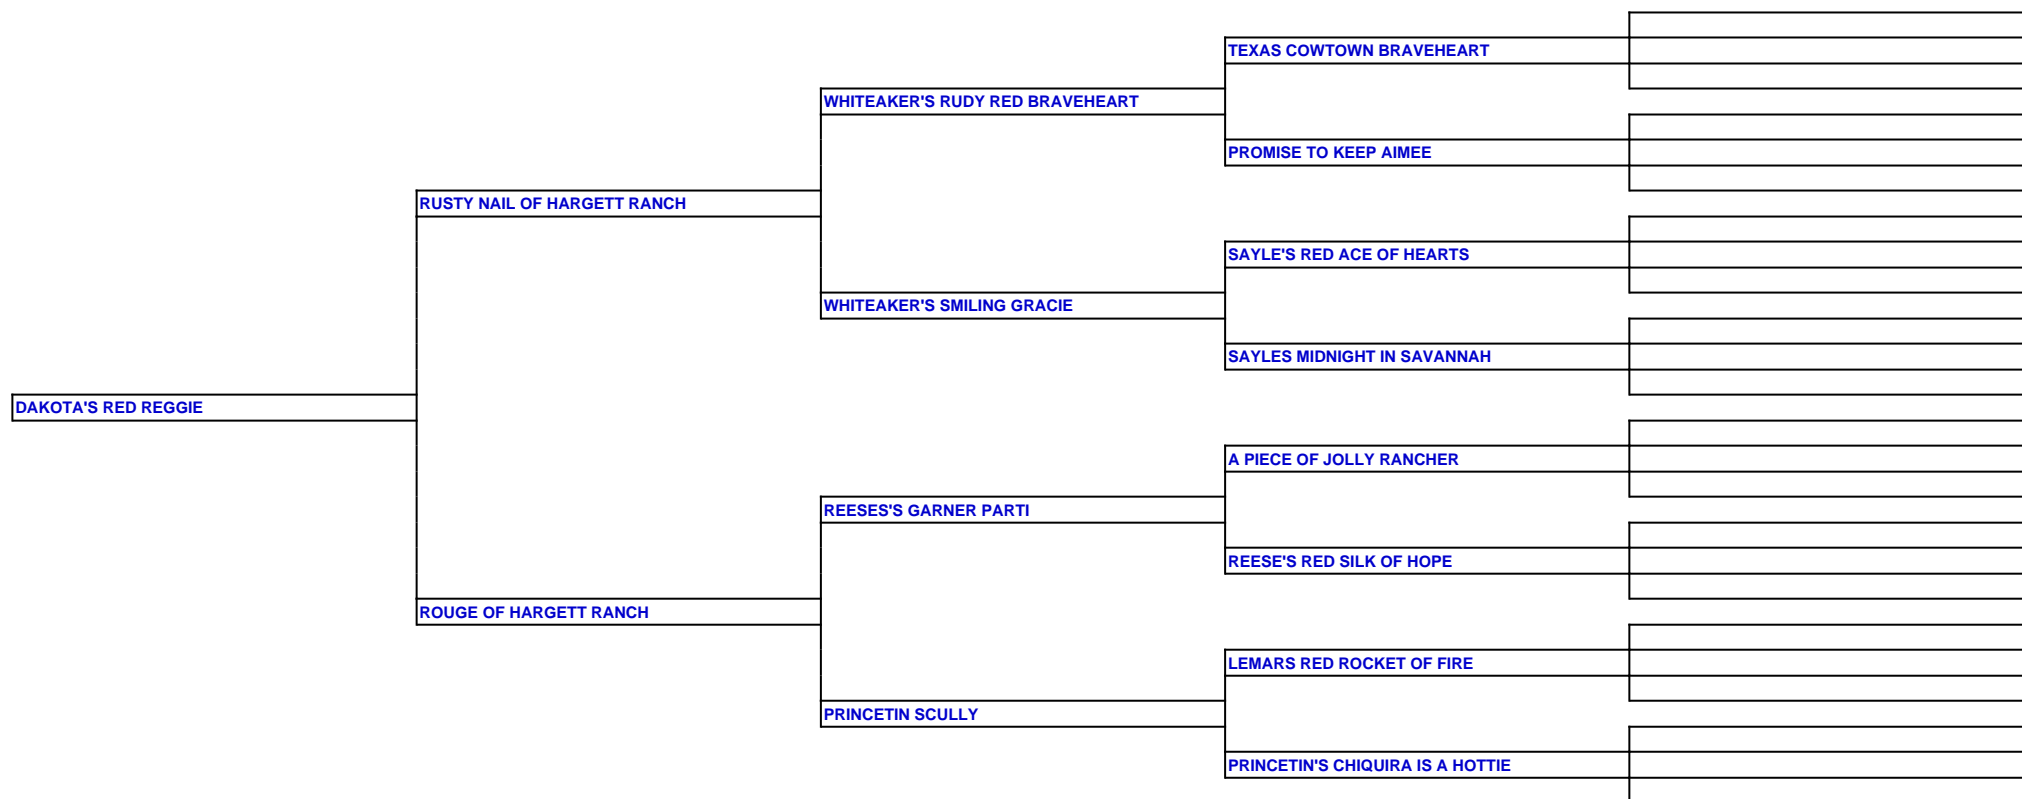 TEXAS COWTOWN BRAVEHEART
WHITEAKER'S RUDY RED BRAVEHEART
PROMISE TO KEEP AIMEE
RUSTY NAIL OF HARGETT RANCH
SAYLE'S RED ACE OF HEARTS
WHITEAKER'S SMILING GRACIE
SAYLES MIDNIGHT IN SAVANNAH
DAKOTA'S RED REGGIE
A PIECE OF JOLLY RANCHER
REESES'S GARNER PARTI
REESE'S RED SILK OF HOPE
ROUGE OF HARGETT RANCH
LEMARS RED ROCKET OF FIRE
PRINCETIN SCULLY
PRINCETIN'S CHIQUIRA IS A HOTTIE